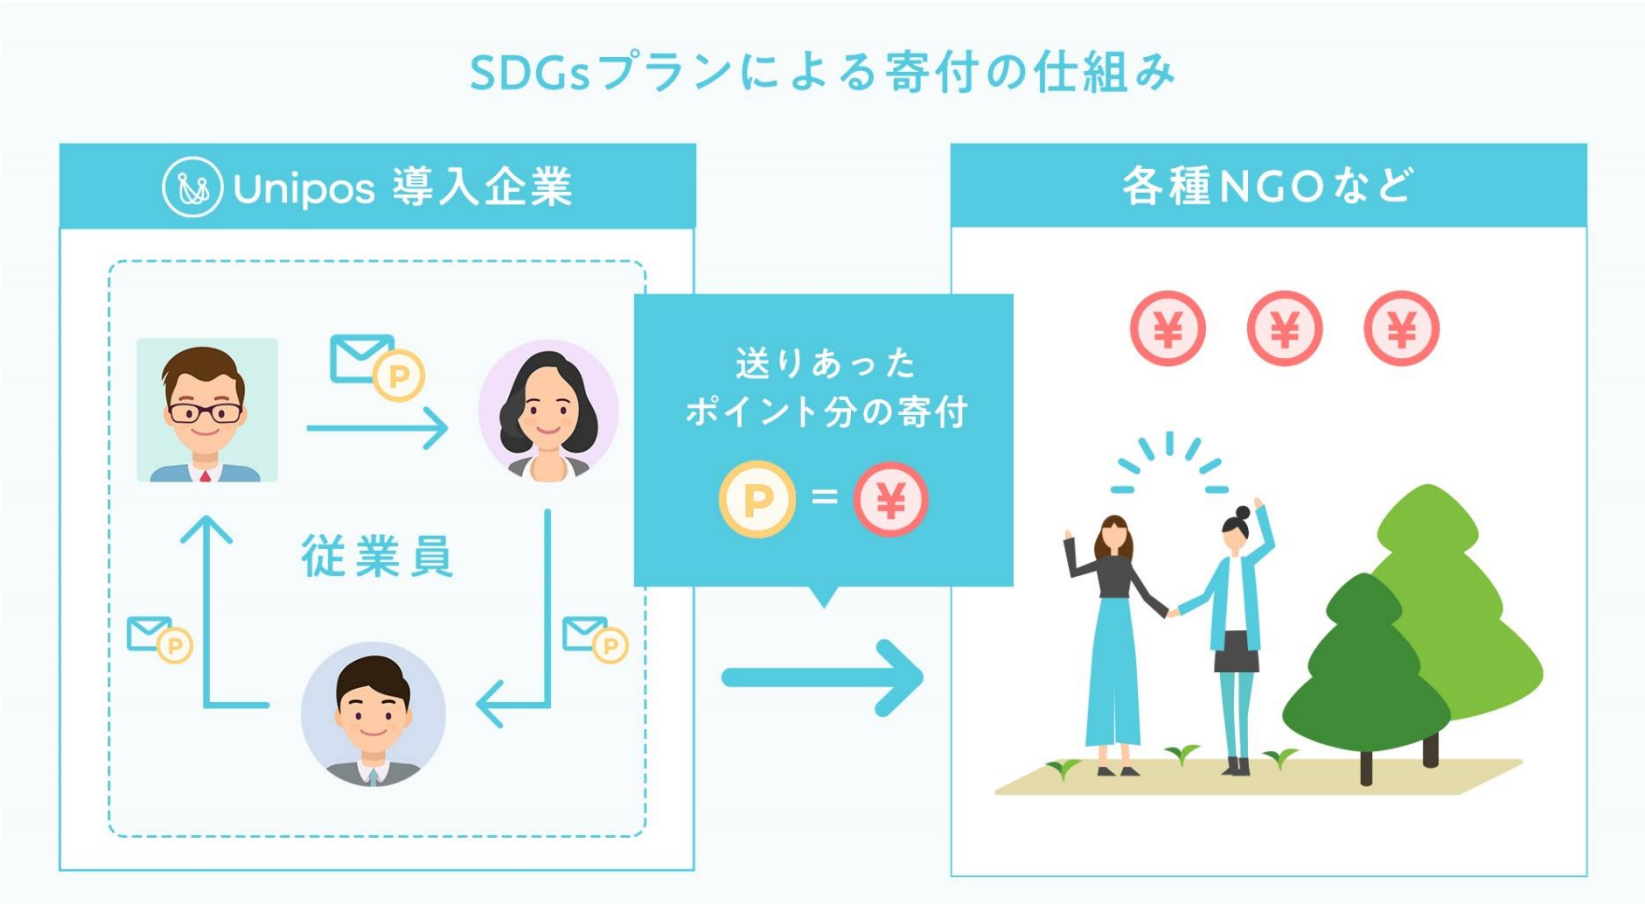 SDGsプランによる寄付の仕組み
Unipos 導入企業
各種NGOなど
P
送りあった
ポイント分の寄付
P = ¥
¥ ¥ ¥
従業員
P
P